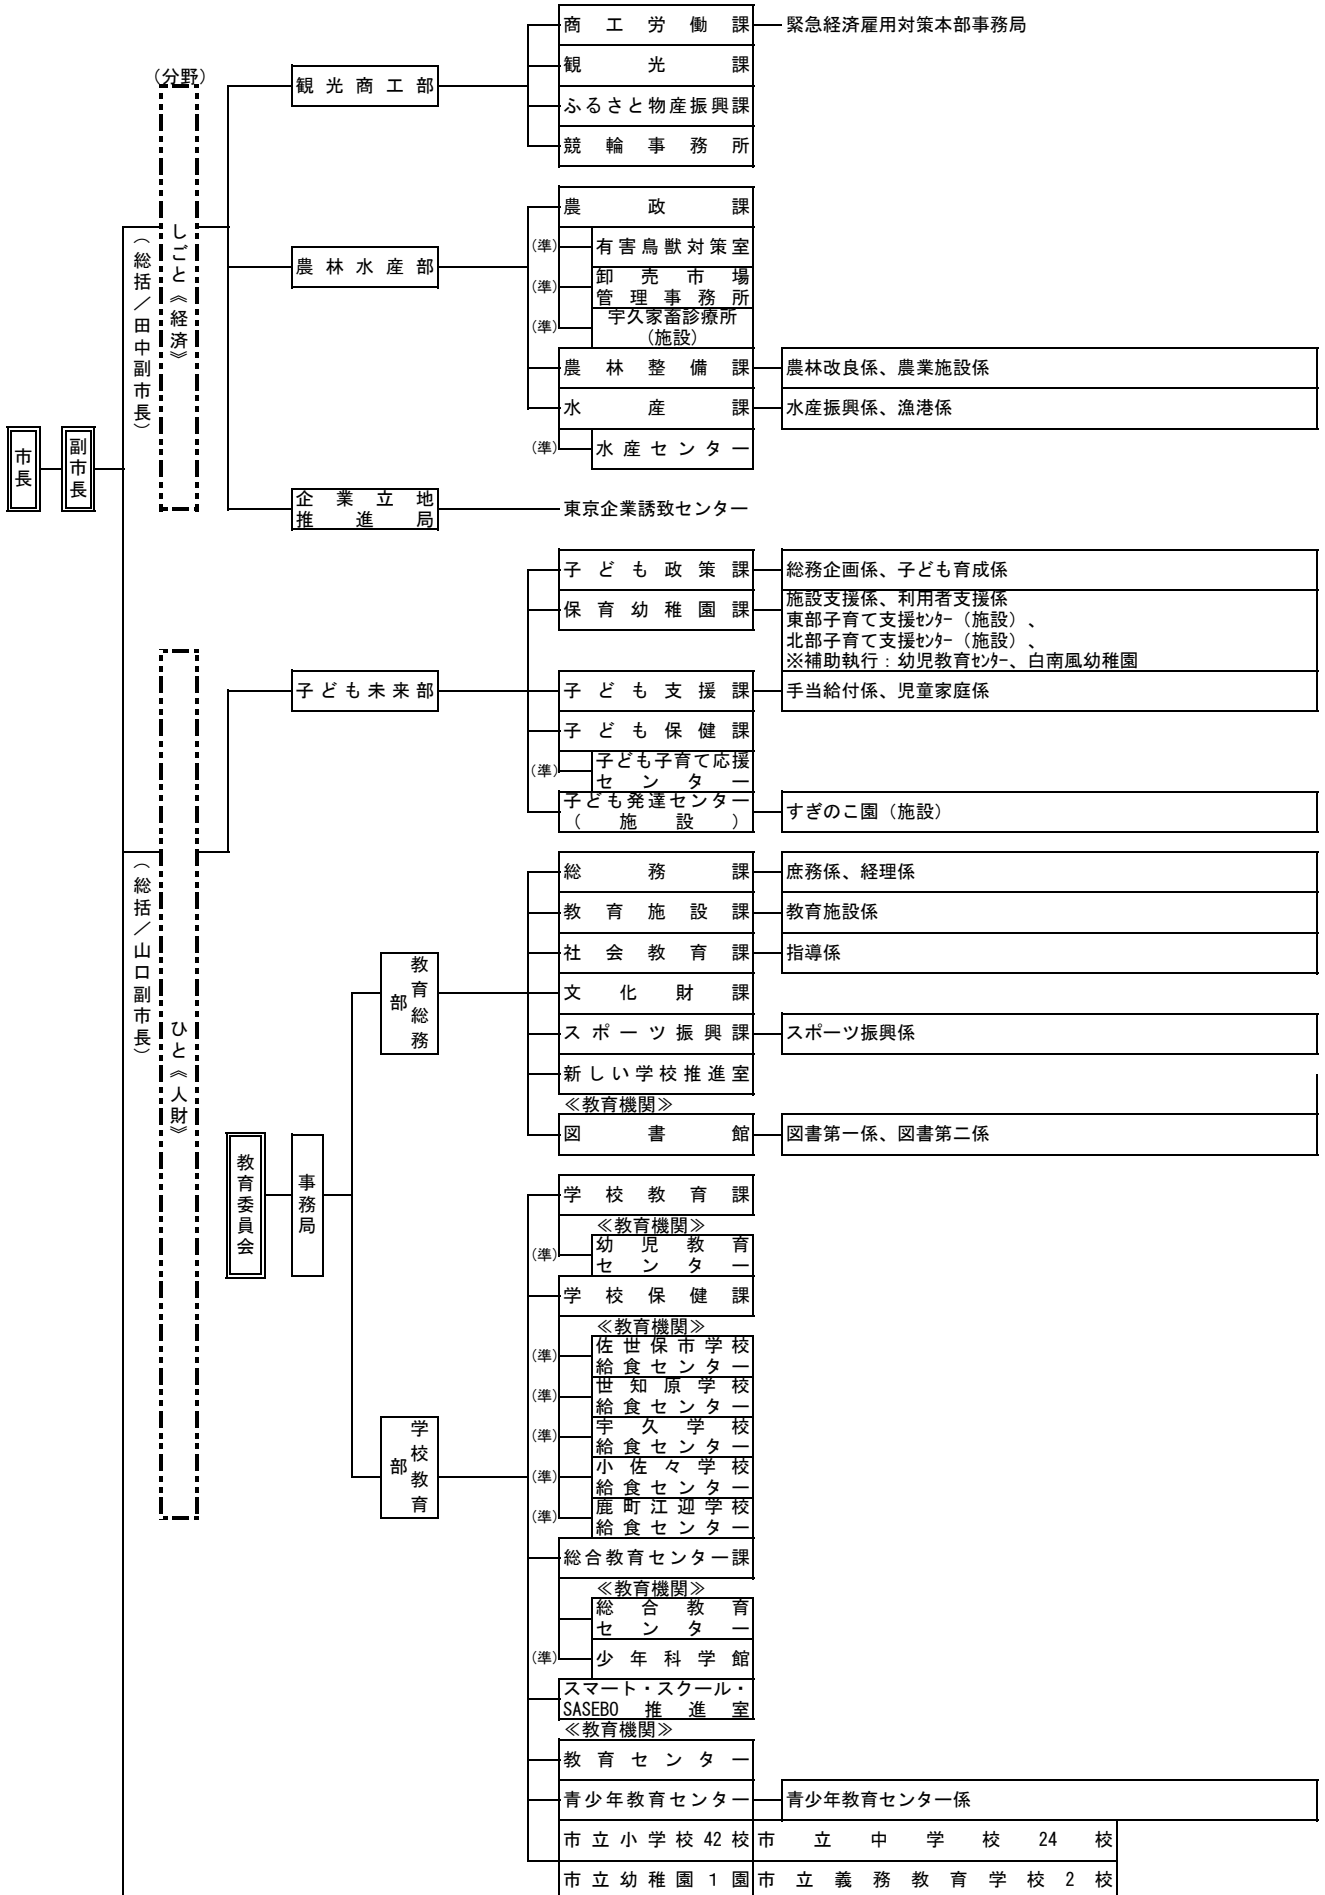 市長
副市長
（総括／田中副市長）
（分野）
しごと《経済》
観光商工部
商工労働課
緊急経済雇用対策本部事務局
観光課
ふるさと物産振興課
競輪事務所
農林水産部
農政課
(準)
有害鳥獣対策室
(準)
卸売市場
管理事務所
(準)
宇久家畜診療所
(施設)
農林整備課
農林改良係、農業施設係
水産課
水産振興係、漁港係
(準)
水産センター
企業立地
推進局
東京企業誘致センター
（総括／山口副市長）
ひと《人財》
子ども未来部
子ども政策課
総務企画係、子ども育成係
保育幼稚園課
施設支援係、利用者支援係
東部子育て支援ｾﾝﾀｰ（施設）、
北部子育て支援ｾﾝﾀｰ（施設）、
※補助執行：幼児教育ｾﾝﾀｰ、白南風幼稚園
子ども支援課
手当給付係、児童家庭係
子ども保健課
(準)
子ども子育て応援
センター
子ども発達センター
（施設）
すぎのこ園（施設）
教育委員会
事務局
教育総務
部
総務課
庶務係、経理係
教育施設課
教育施設係
社会教育課
指導係
文化財課
スポーツ振興課
スポーツ振興係
新しい学校推進室
≪教育機関≫
図書館
図書第一係、図書第二係
学校教育
部
学校教育課
≪教育機関≫
(準)
幼児教育
センター
学校保健課
≪教育機関≫
(準)
佐世保市学校
給食センター
(準)
世知原学校
給食センター
(準)
宇久学校
給食センター
(準)
小佐々学校
給食センター
(準)
鹿町江迎学校
給食センター
総合教育センター課
≪教育機関≫
総合教育
センター
(準)
少年科学館
スマート・スクール・
SASEBO推進室
≪教育機関≫
教育センター
青少年教育センター
青少年教育センター係
市立小学校42校
市立中学校24校
市立幼稚園1園
市立義務教育学校2校